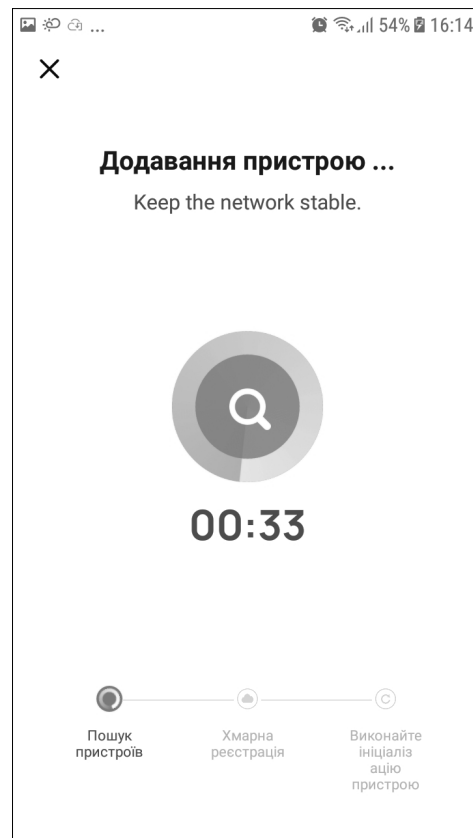 ... 54% 16:14
Додавання пристрою ...
Keep the network stable.
00:33
Пошук
пристроїв
Хмарна
реєстрація
Виконайте
ініціаліз
ацію
пристрою